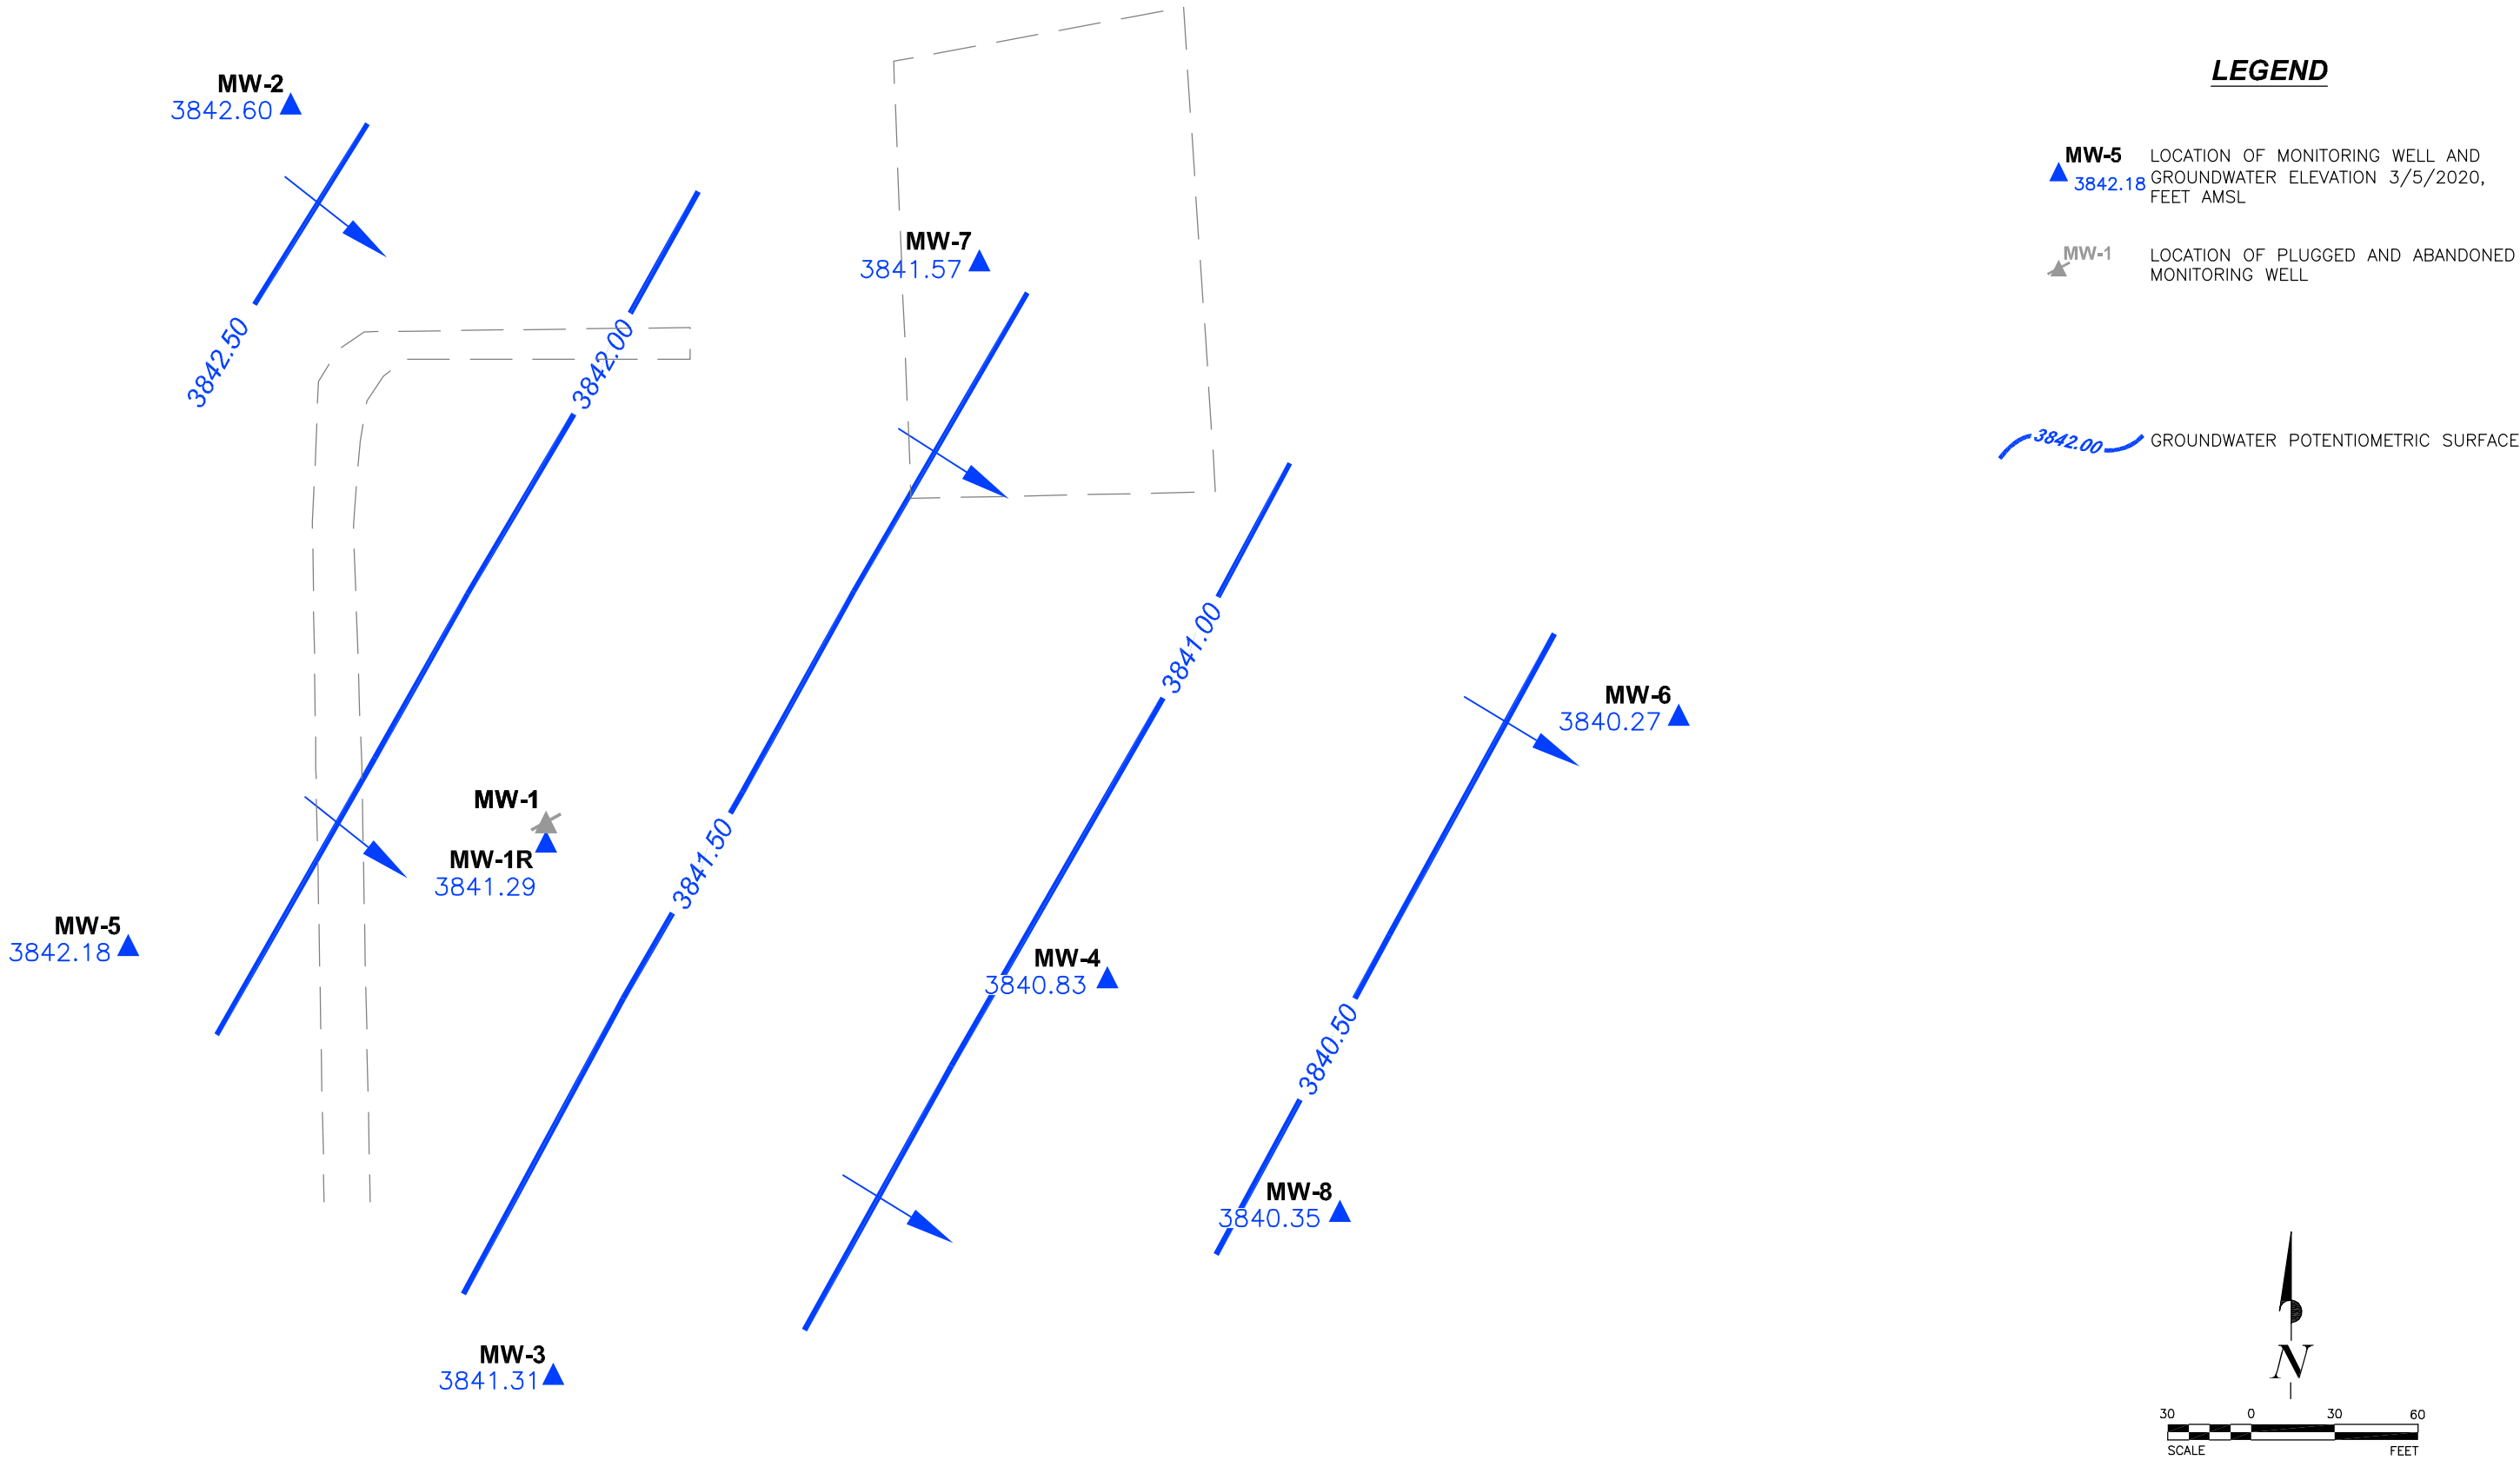 LEGEND
MW-2
3842.60
MW-5
3842.18
LOCATION OF MONITORING WELL AND
GROUNDWATER ELEVATION 3/5/2020,
FEET AMSL
MW-7
3841.57
MW-1
LOCATION OF PLUGGED AND ABANDONED
MONITORING WELL
3842.50
3842.00
3842.00
GROUNDWATER POTENTIOMETRIC SURFACE
3841.00
MW-6
3840.27
MW-1
MW-1R
3841.29
3841.50
MW-5
3842.18
MW-4
3840.83
3840.50
MW-8
3840.35
MW-3
3841.31
N
30 0 30 60
SCALE FEET